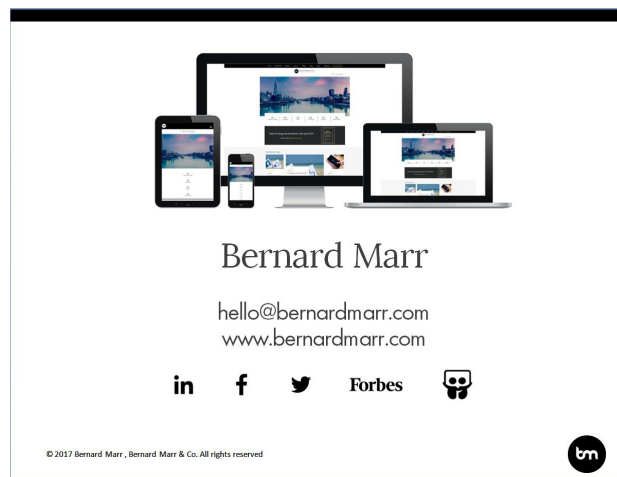 Bernard Marr
hello@bernardmarr.com
www.bernardmarr.com
in f Forbes
© 2017 Bernard Marr , Bernard Marr & Co. All rights reserved
bm